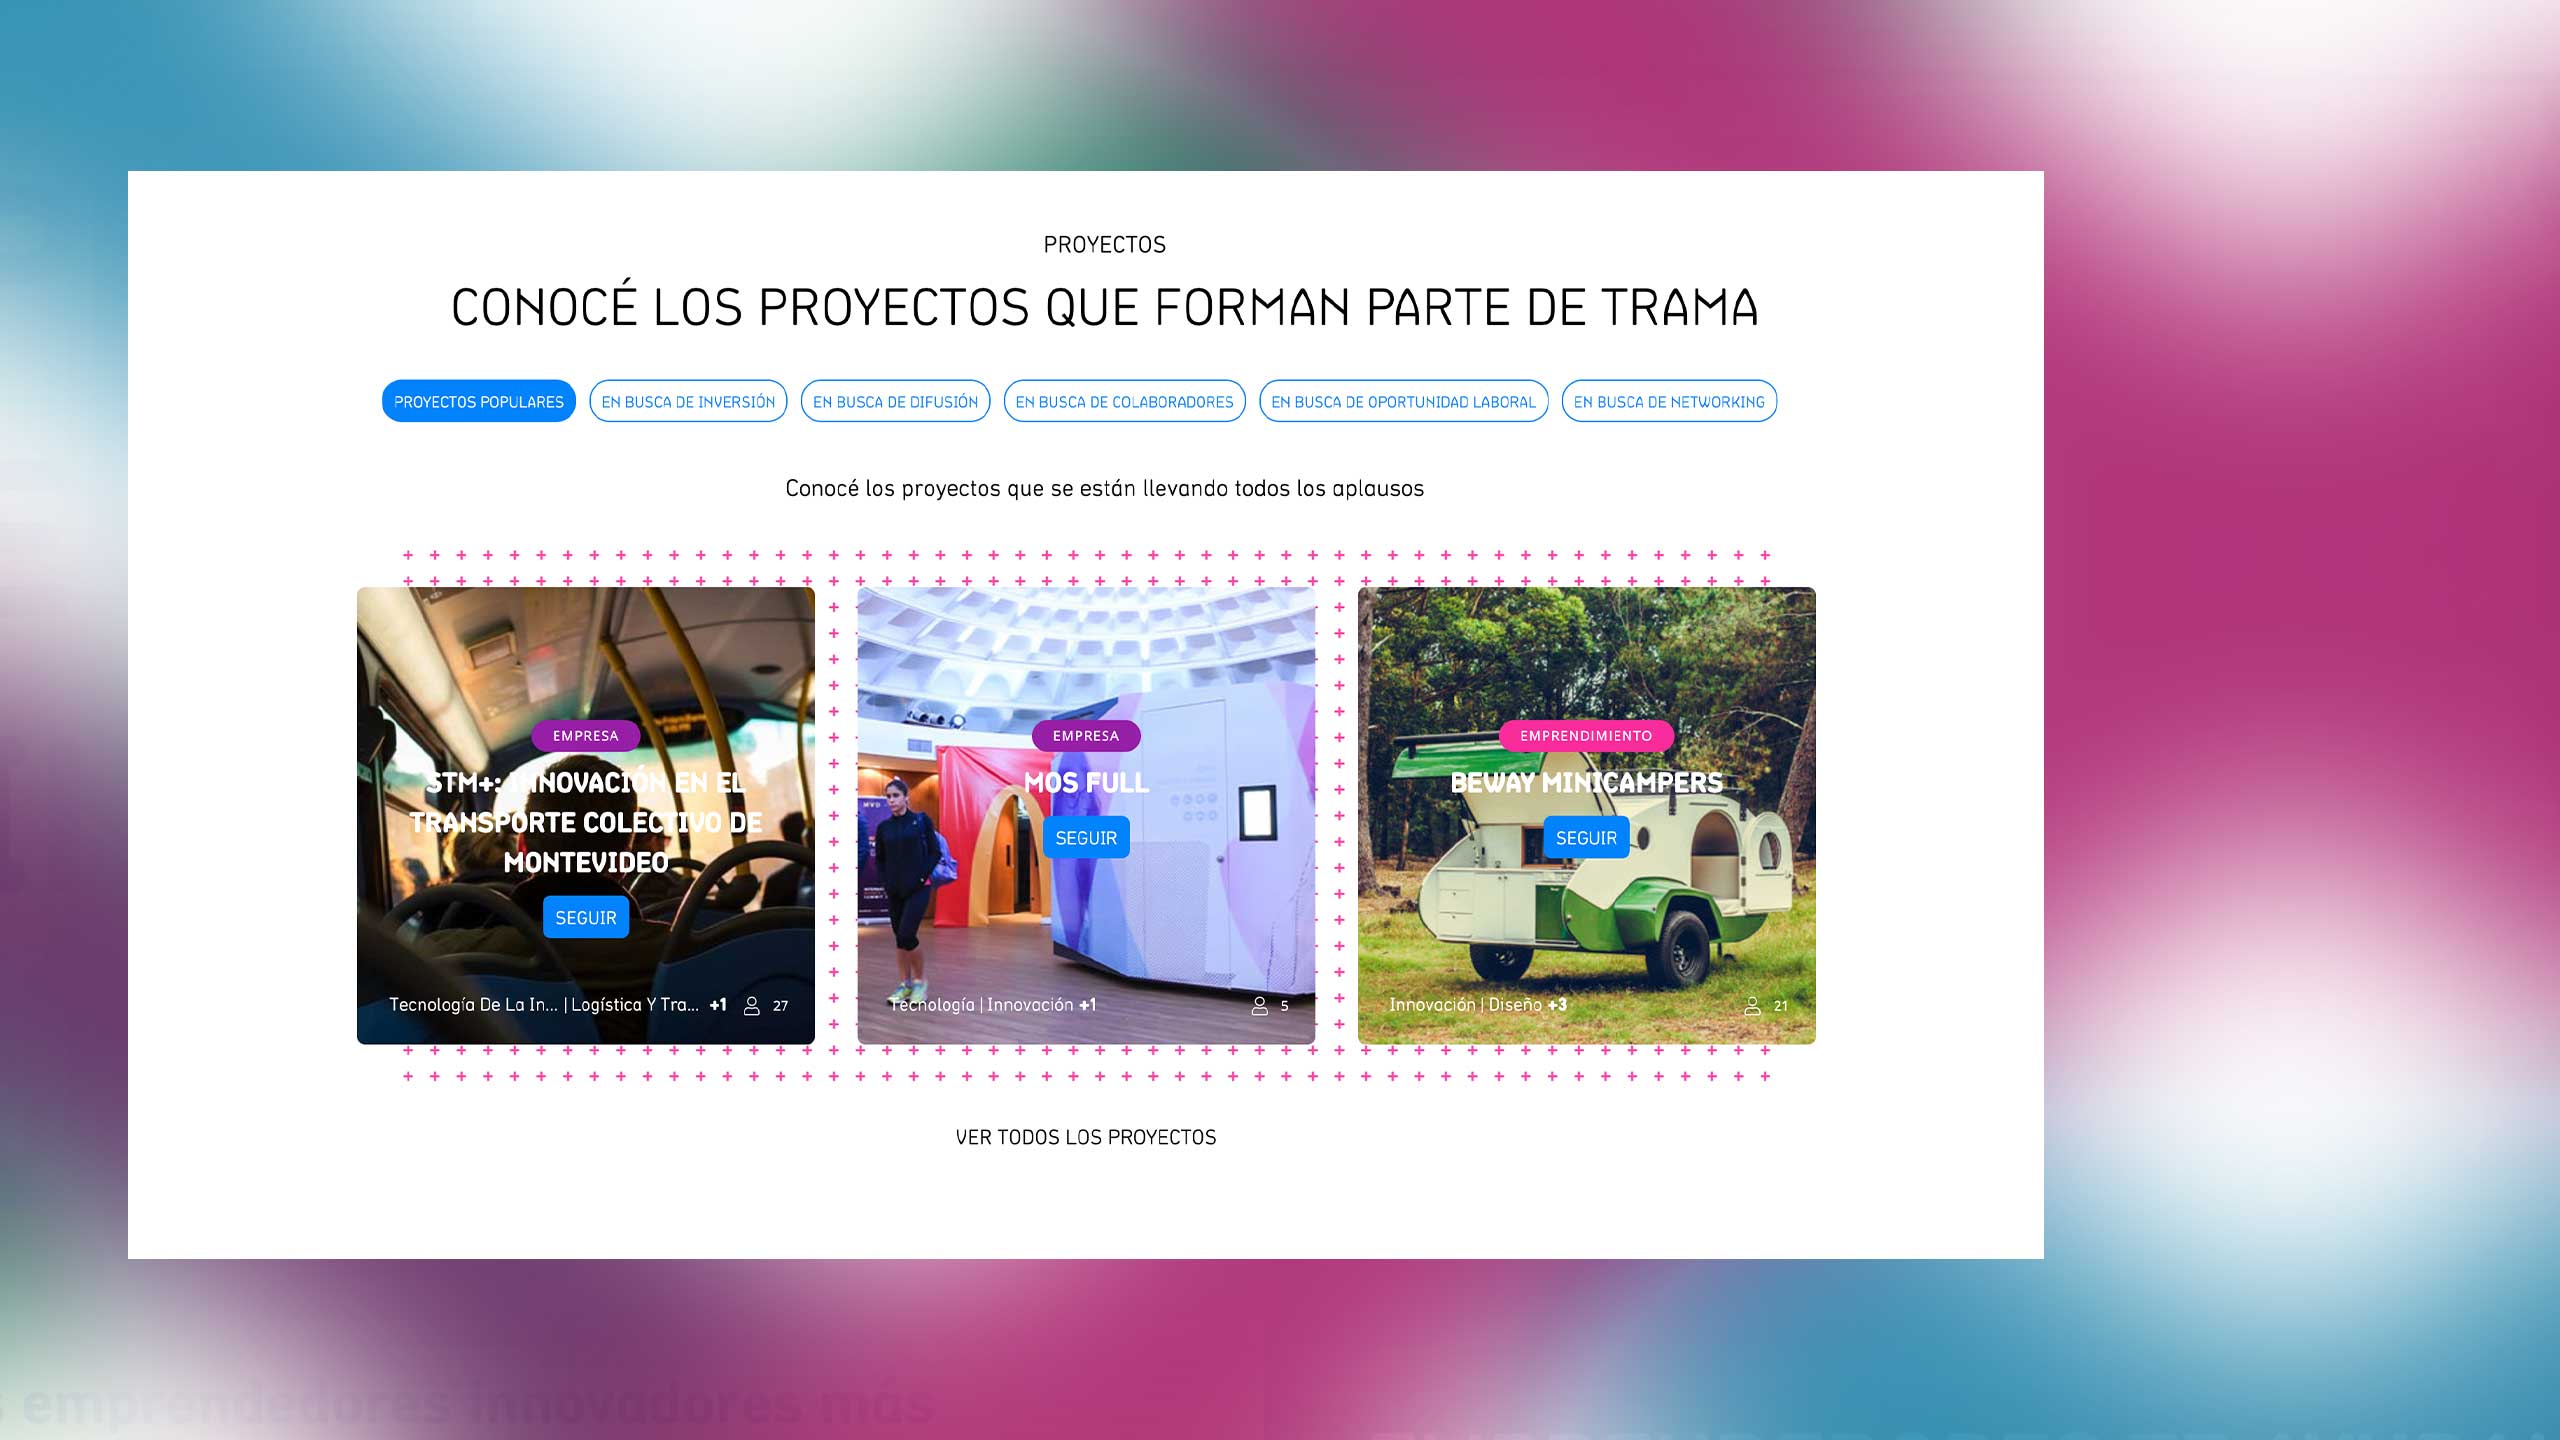 PROYECTOS
CONOCÉ LOS PROYECTOS QUE FORMAN PARTE DE TRAMA
PROYECTOS POPULARES
EN BUSCA DE INVERSIÓN
EN BUSCA DE DIFUSIÓN
EN BUSCA DE COLABORADORES
EN BUSCA DE OPORTUNIDAD LABORAL
EN BUSCA DE NETWORKING
Conocé los proyectos que se están llevando todos los aplausos
EMPRESA
STM+: INNOVACIÓN EN EL
TRANSPORTE COLECTIVO DE
MONTEVIDEO
SEGUIR
Tecnología De La In... | Logística Y Tra... +1 27
EMPRESA
MOS FULL
SEGUIR
Tecnología | Innovación +1 5
EMPRENDIMIENTO
BEWAY MINICAMPERS
SEGUIR
Innovación | Diseño +3 21
VER TODOS LOS PROYECTOS
emprendedores innovadores más